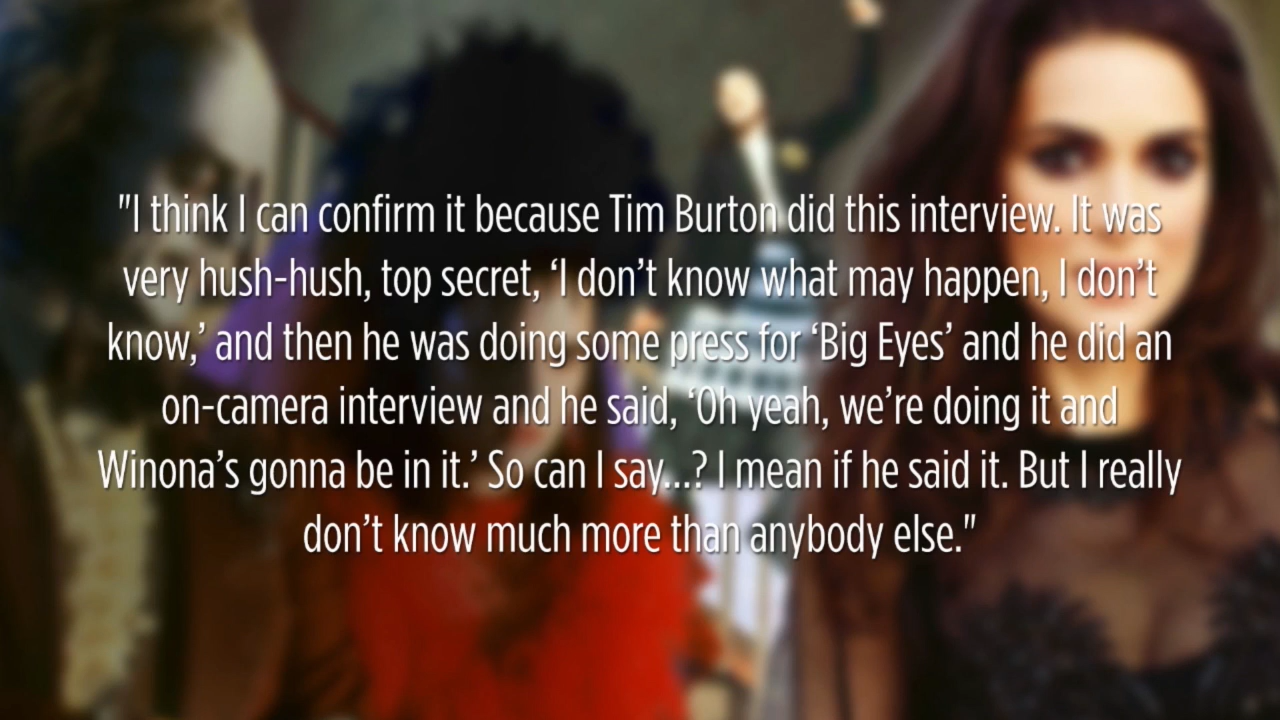 "I think I can confirm it because Tim Burton did this interview. It was
very hush-hush, top secret, ‘I don’t know what may happen, I don’t
know,’ and then he was doing some press for ‘Big Eyes’ and he did an
on-camera interview and he said, ‘Oh yeah, we’re doing it and
Winona’s gonna be in it.’ So can I say...? I mean if he said it. But I really
don’t know much more than anybody else."